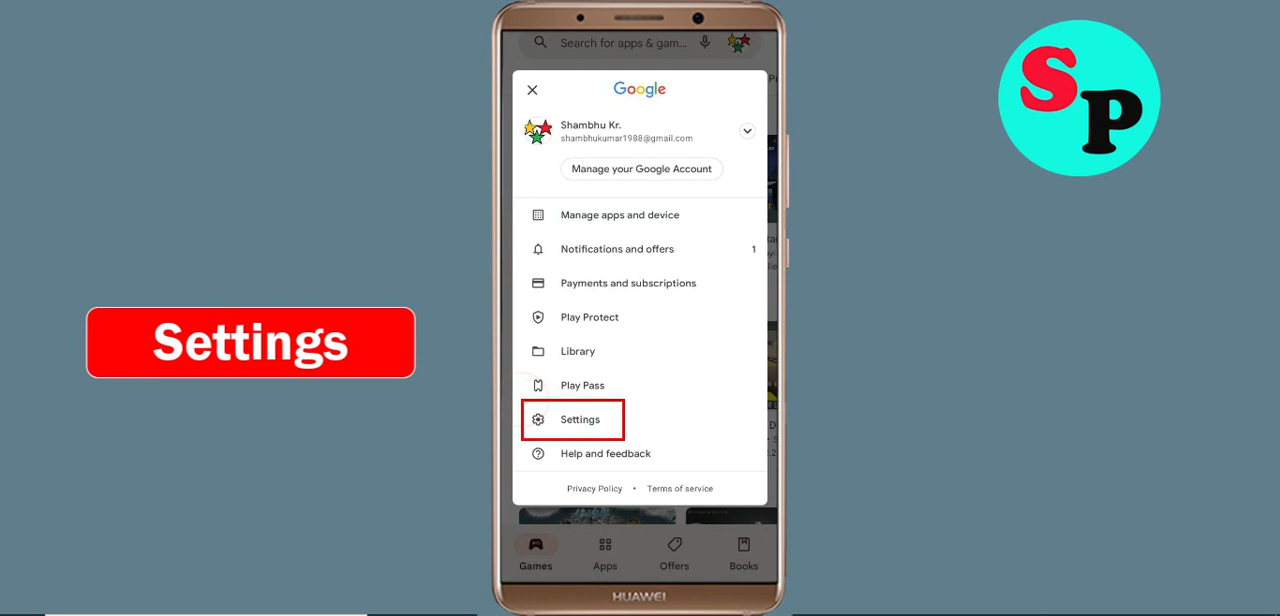 Search for apps & gam...
Google
Shambhu Kr.
shambhukumar1988@gmail.com
Manage your Google Account
Manage apps and device
Notifications and offers 1
Payments and subscriptions
Play Protect
Library
Play Pass
Settings
Help and feedback
Privacy Policy • Terms of service
Games Apps Offers Books
HUAWEI
Settings
SP